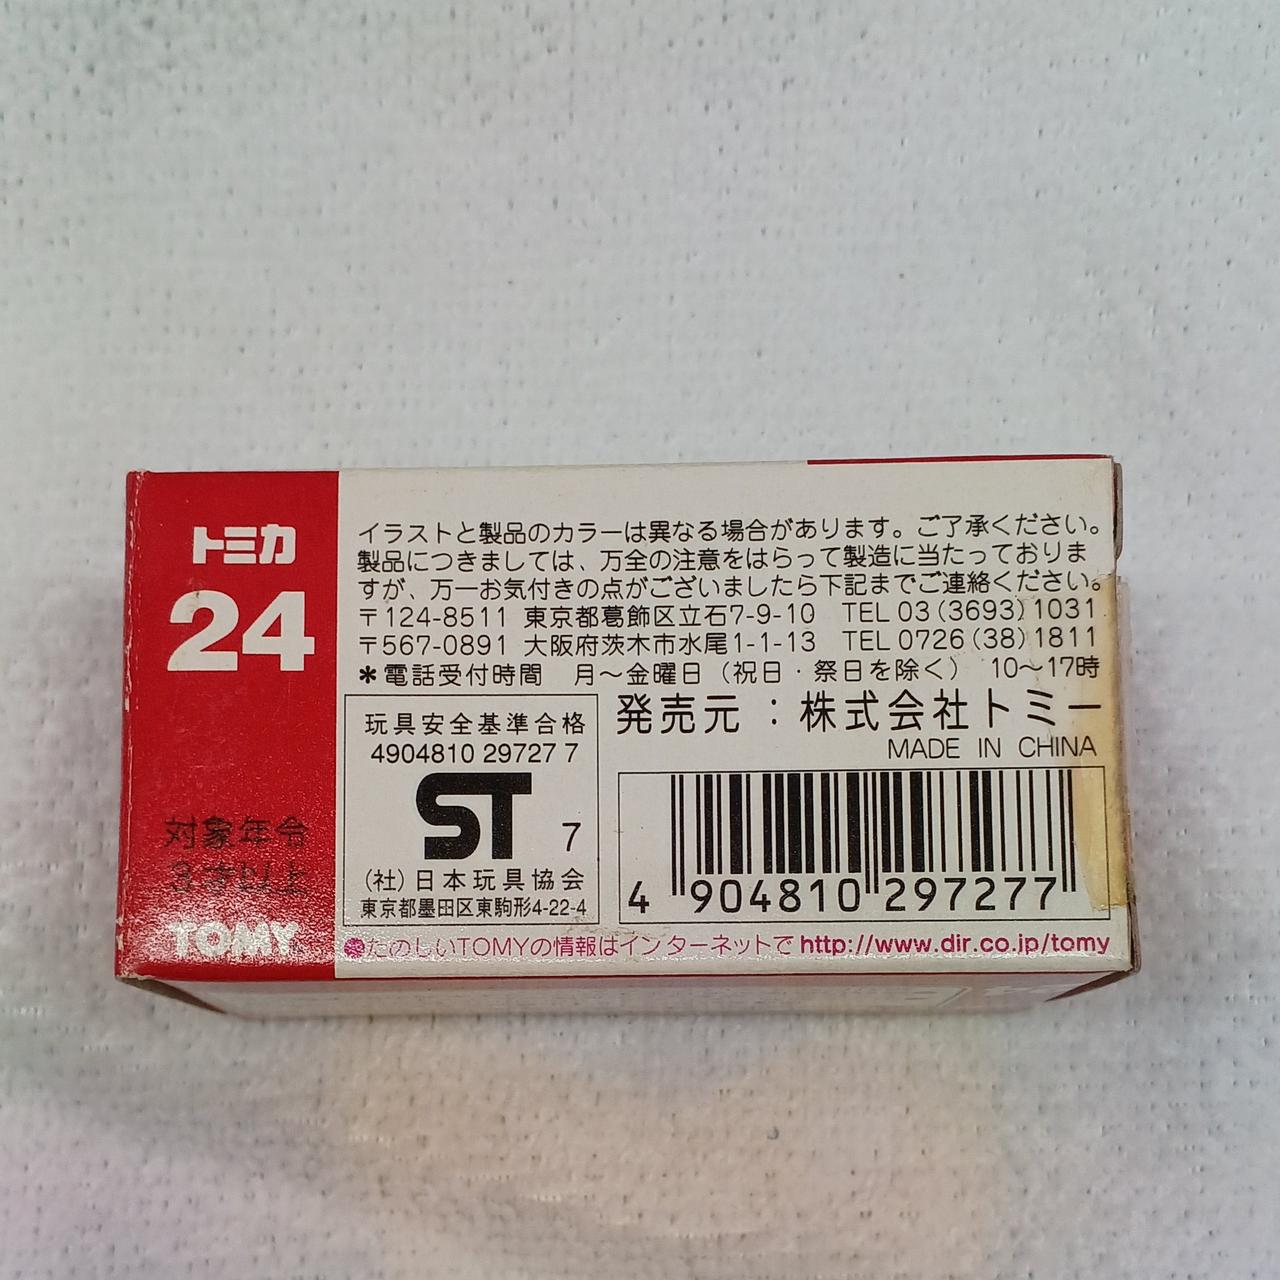 トミカ
24
対象年令
3才以上
TOMY
イラストと製品のカラーは異なる場合があります。ご了承ください。
製品につきましては、万全の注意をはらって製造に当たっておりま
すが、万一お気付きの点がございましたら下記までご連絡ください。
〒124-8511 東京都葛飾区立石7-9-10 TEL 03(3693)1031
〒567-0891 大阪府茨木市水尾1-1-13 TEL 0726(38)1811
＊電話受付時間 月～金曜日（祝日・祭日を除く） 10～17時
発売元：株式会社トミー
MADE IN CHINA
玩具安全基準合格
4904810 29727 7
ST 7
(社)日本玩具協会
東京都墨田区東駒形4-22-4
4 904810 297277
たのしいTOMYの情報はインターネットで http://www.dir.co.jp/tomy